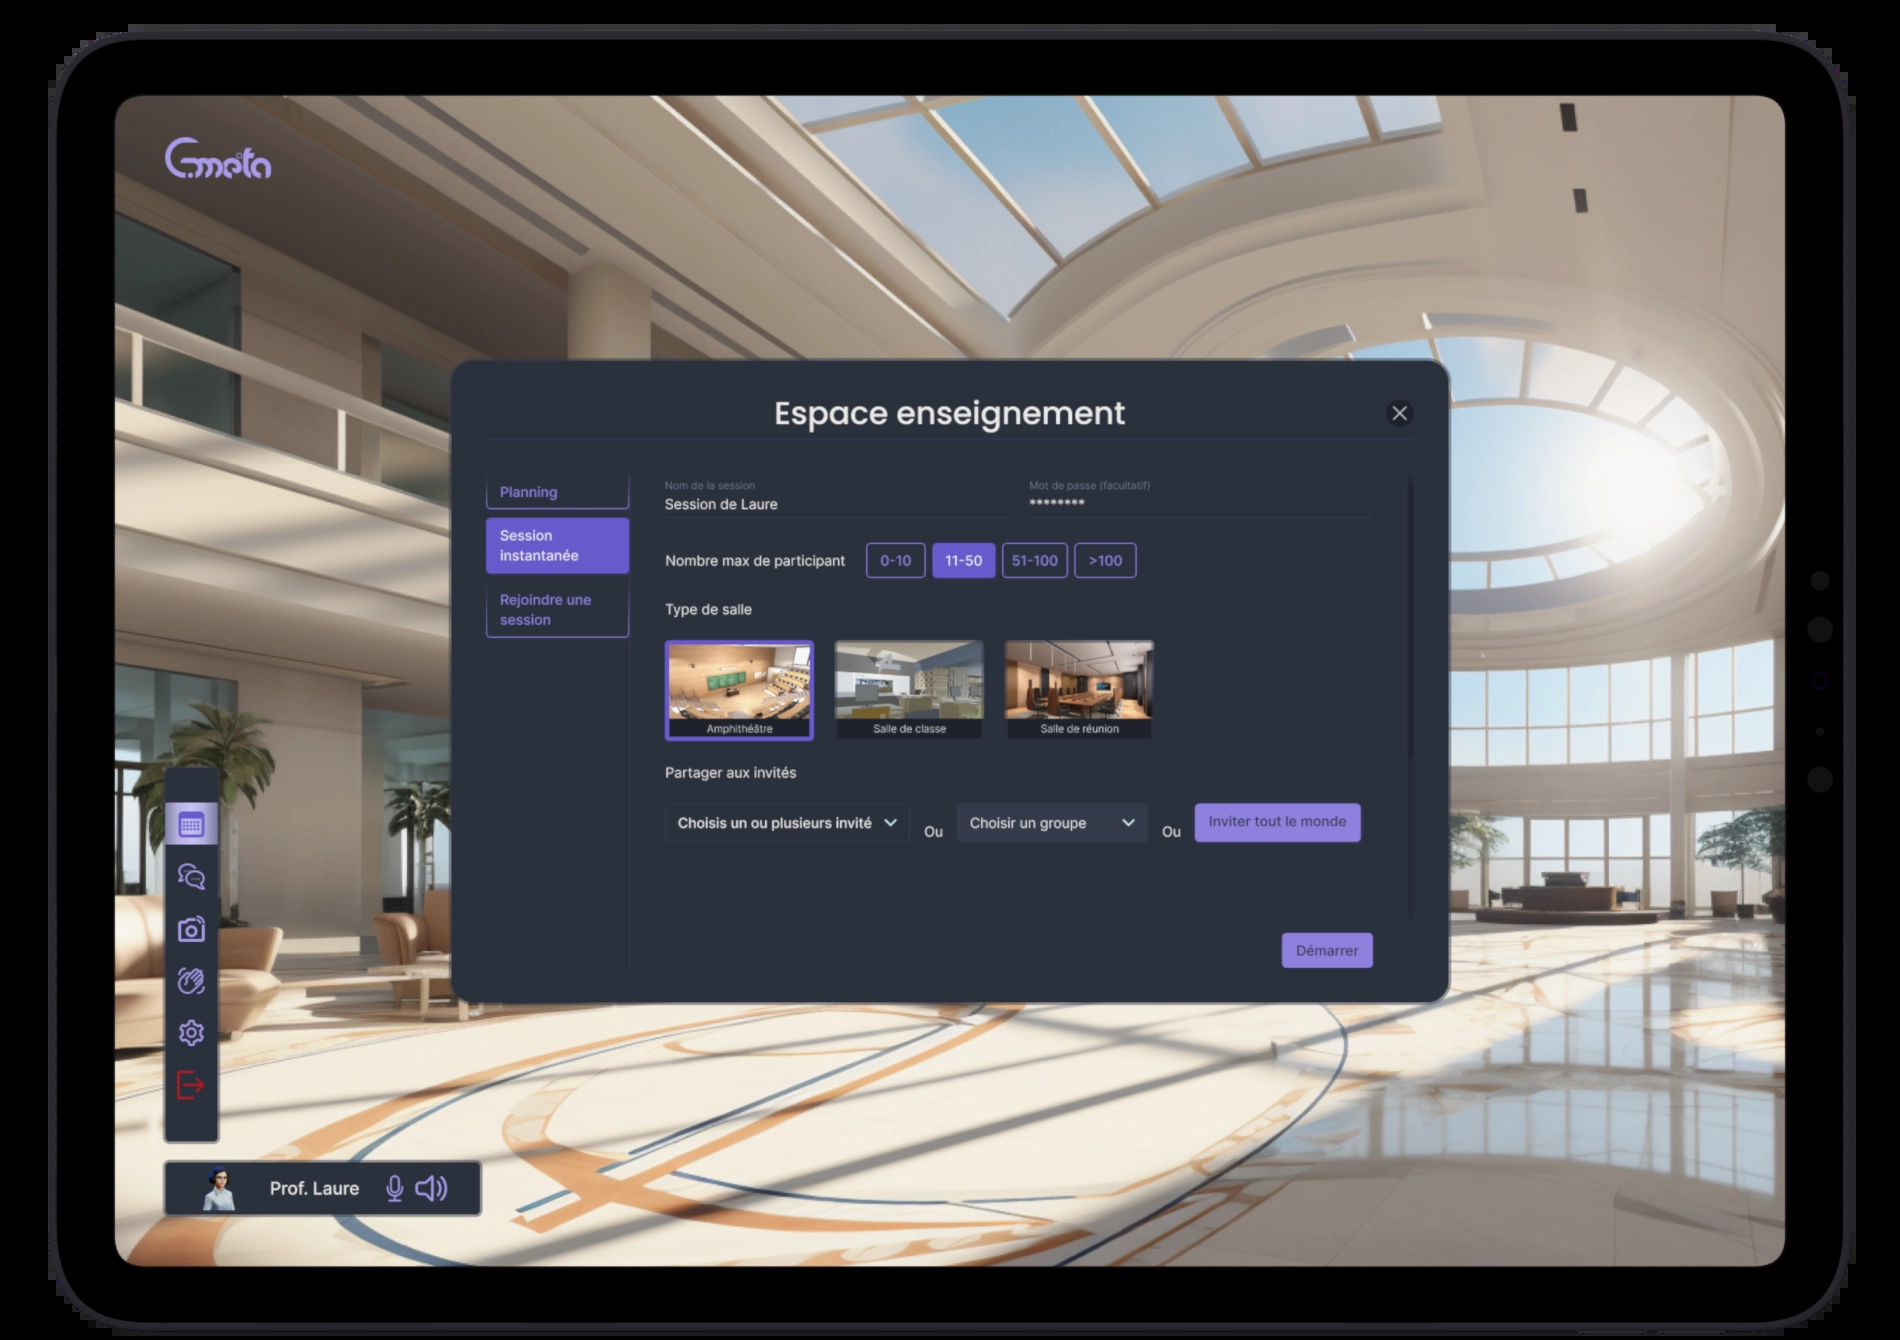 Gmeta
Espace enseignement
Planning
Session
instantanée
Rejoindre une
session
Nom de la session
Session de Laure
Mot de passe (facultatif)
********
Nombre max de participant
0-10
11-50
51-100
>100
Type de salle
Amphithéâtre
Salle de classe
Salle de réunion
Partager aux invités
Choisis un ou plusieurs invité
Ou
Choisir un groupe
Ou
Inviter tout le monde
Démarrer
Prof. Laure